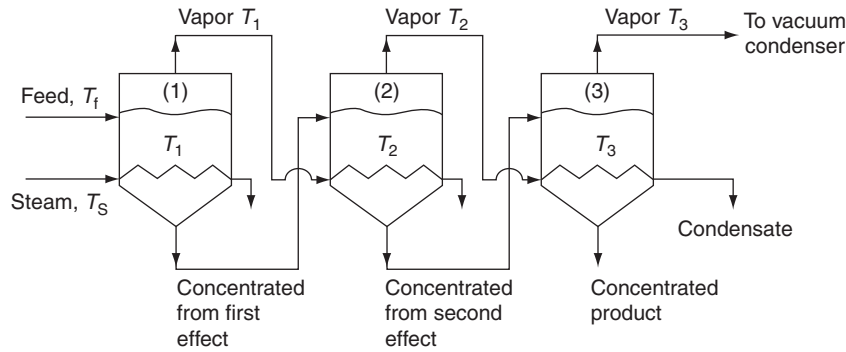 Vapor T1
Vapor T2
Vapor T3
To vacuum
condenser
(1)
(2)
(3)
Feed, Tf
T1
T2
T3
Steam, TS
Condensate
Concentrated
from first
effect
Concentrated
from second
effect
Concentrated
product